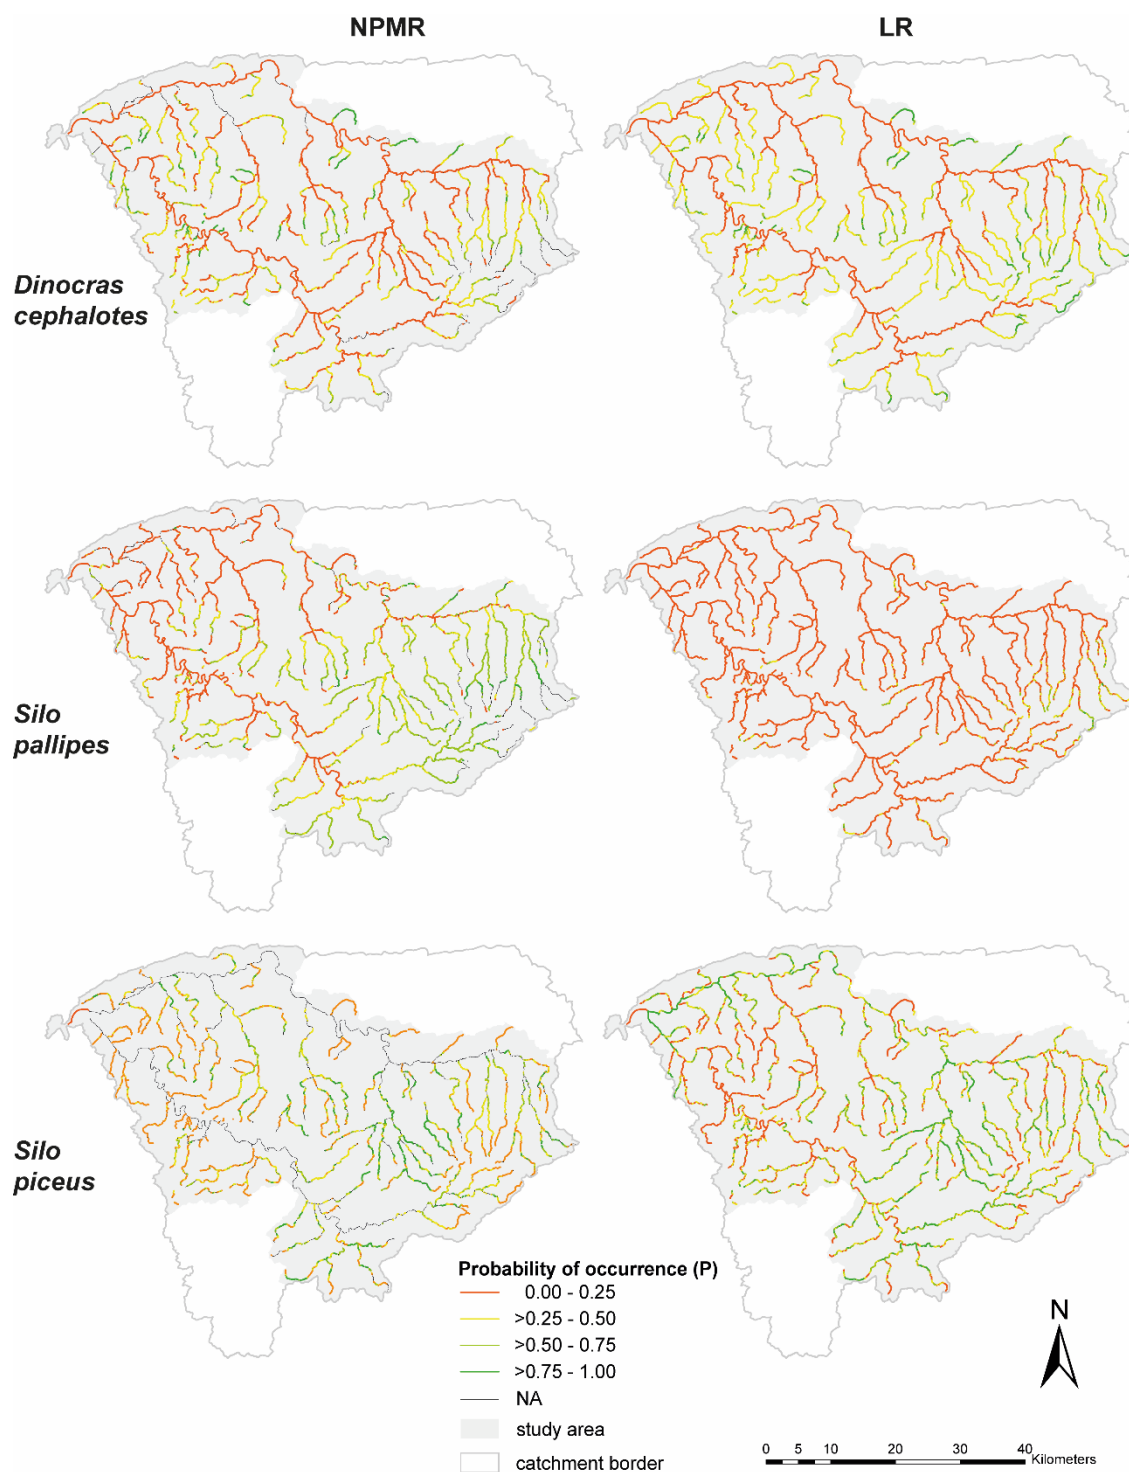 NPMR
LR
Dinocras
cephalotes
Silo
pallipes
Silo
piceus
Probability of occurrence (P)
0.00 - 0.25
>0.25 - 0.50
>0.50 - 0.75
>0.75 - 1.00
NA
study area
catchment border
N
0 5 10 20 30 40
Kilometers